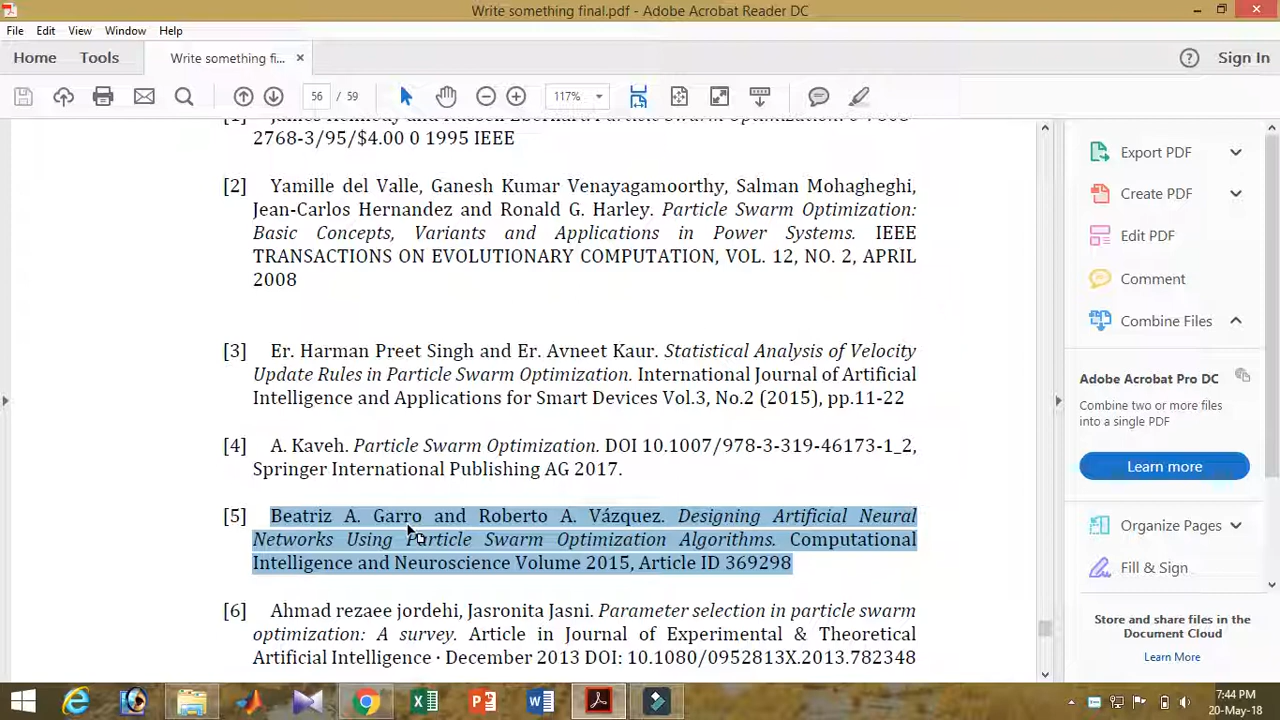 Write something final.pdf - Adobe Acrobat Reader DC
File Edit View Window Help
Home Tools Write something fi... × Sign In
56 / 59 117%
2768-3/95/$4.00 0 1995 IEEE
[2] Yamille del Valle, Ganesh Kumar Venayagamoorthy, Salman Mohagheghi,
Jean-Carlos Hernandez and Ronald G. Harley. Particle Swarm Optimization:
Basic Concepts, Variants and Applications in Power Systems. IEEE
TRANSACTIONS ON EVOLUTIONARY COMPUTATION, VOL. 12, NO. 2, APRIL
2008
[3] Er. Harman Preet Singh and Er. Avneet Kaur. Statistical Analysis of Velocity
Update Rules in Particle Swarm Optimization. International Journal of Artificial
Intelligence and Applications for Smart Devices Vol.3, No.2 (2015), pp.11-22
[4] A. Kaveh. Particle Swarm Optimization. DOI 10.1007/978-3-319-46173-1_2,
Springer International Publishing AG 2017.
[5] Beatriz A. Garro and Roberto A. Vázquez. Designing Artificial Neural
Networks Using Particle Swarm Optimization Algorithms. Computational
Intelligence and Neuroscience Volume 2015, Article ID 369298
[6] Ahmad rezaee jordehi, Jasronita Jasni. Parameter selection in particle swarm
optimization: A survey. Article in Journal of Experimental & Theoretical
Artificial Intelligence · December 2013 DOI: 10.1080/0952813X.2013.782348
Export PDF
Create PDF
Edit PDF
Comment
Combine Files
Adobe Acrobat Pro DC
Combine two or more files
into a single PDF
Learn more
Organize Pages
Fill & Sign
Store and share files in the
Document Cloud
Learn More
7:44 PM
20-May-18